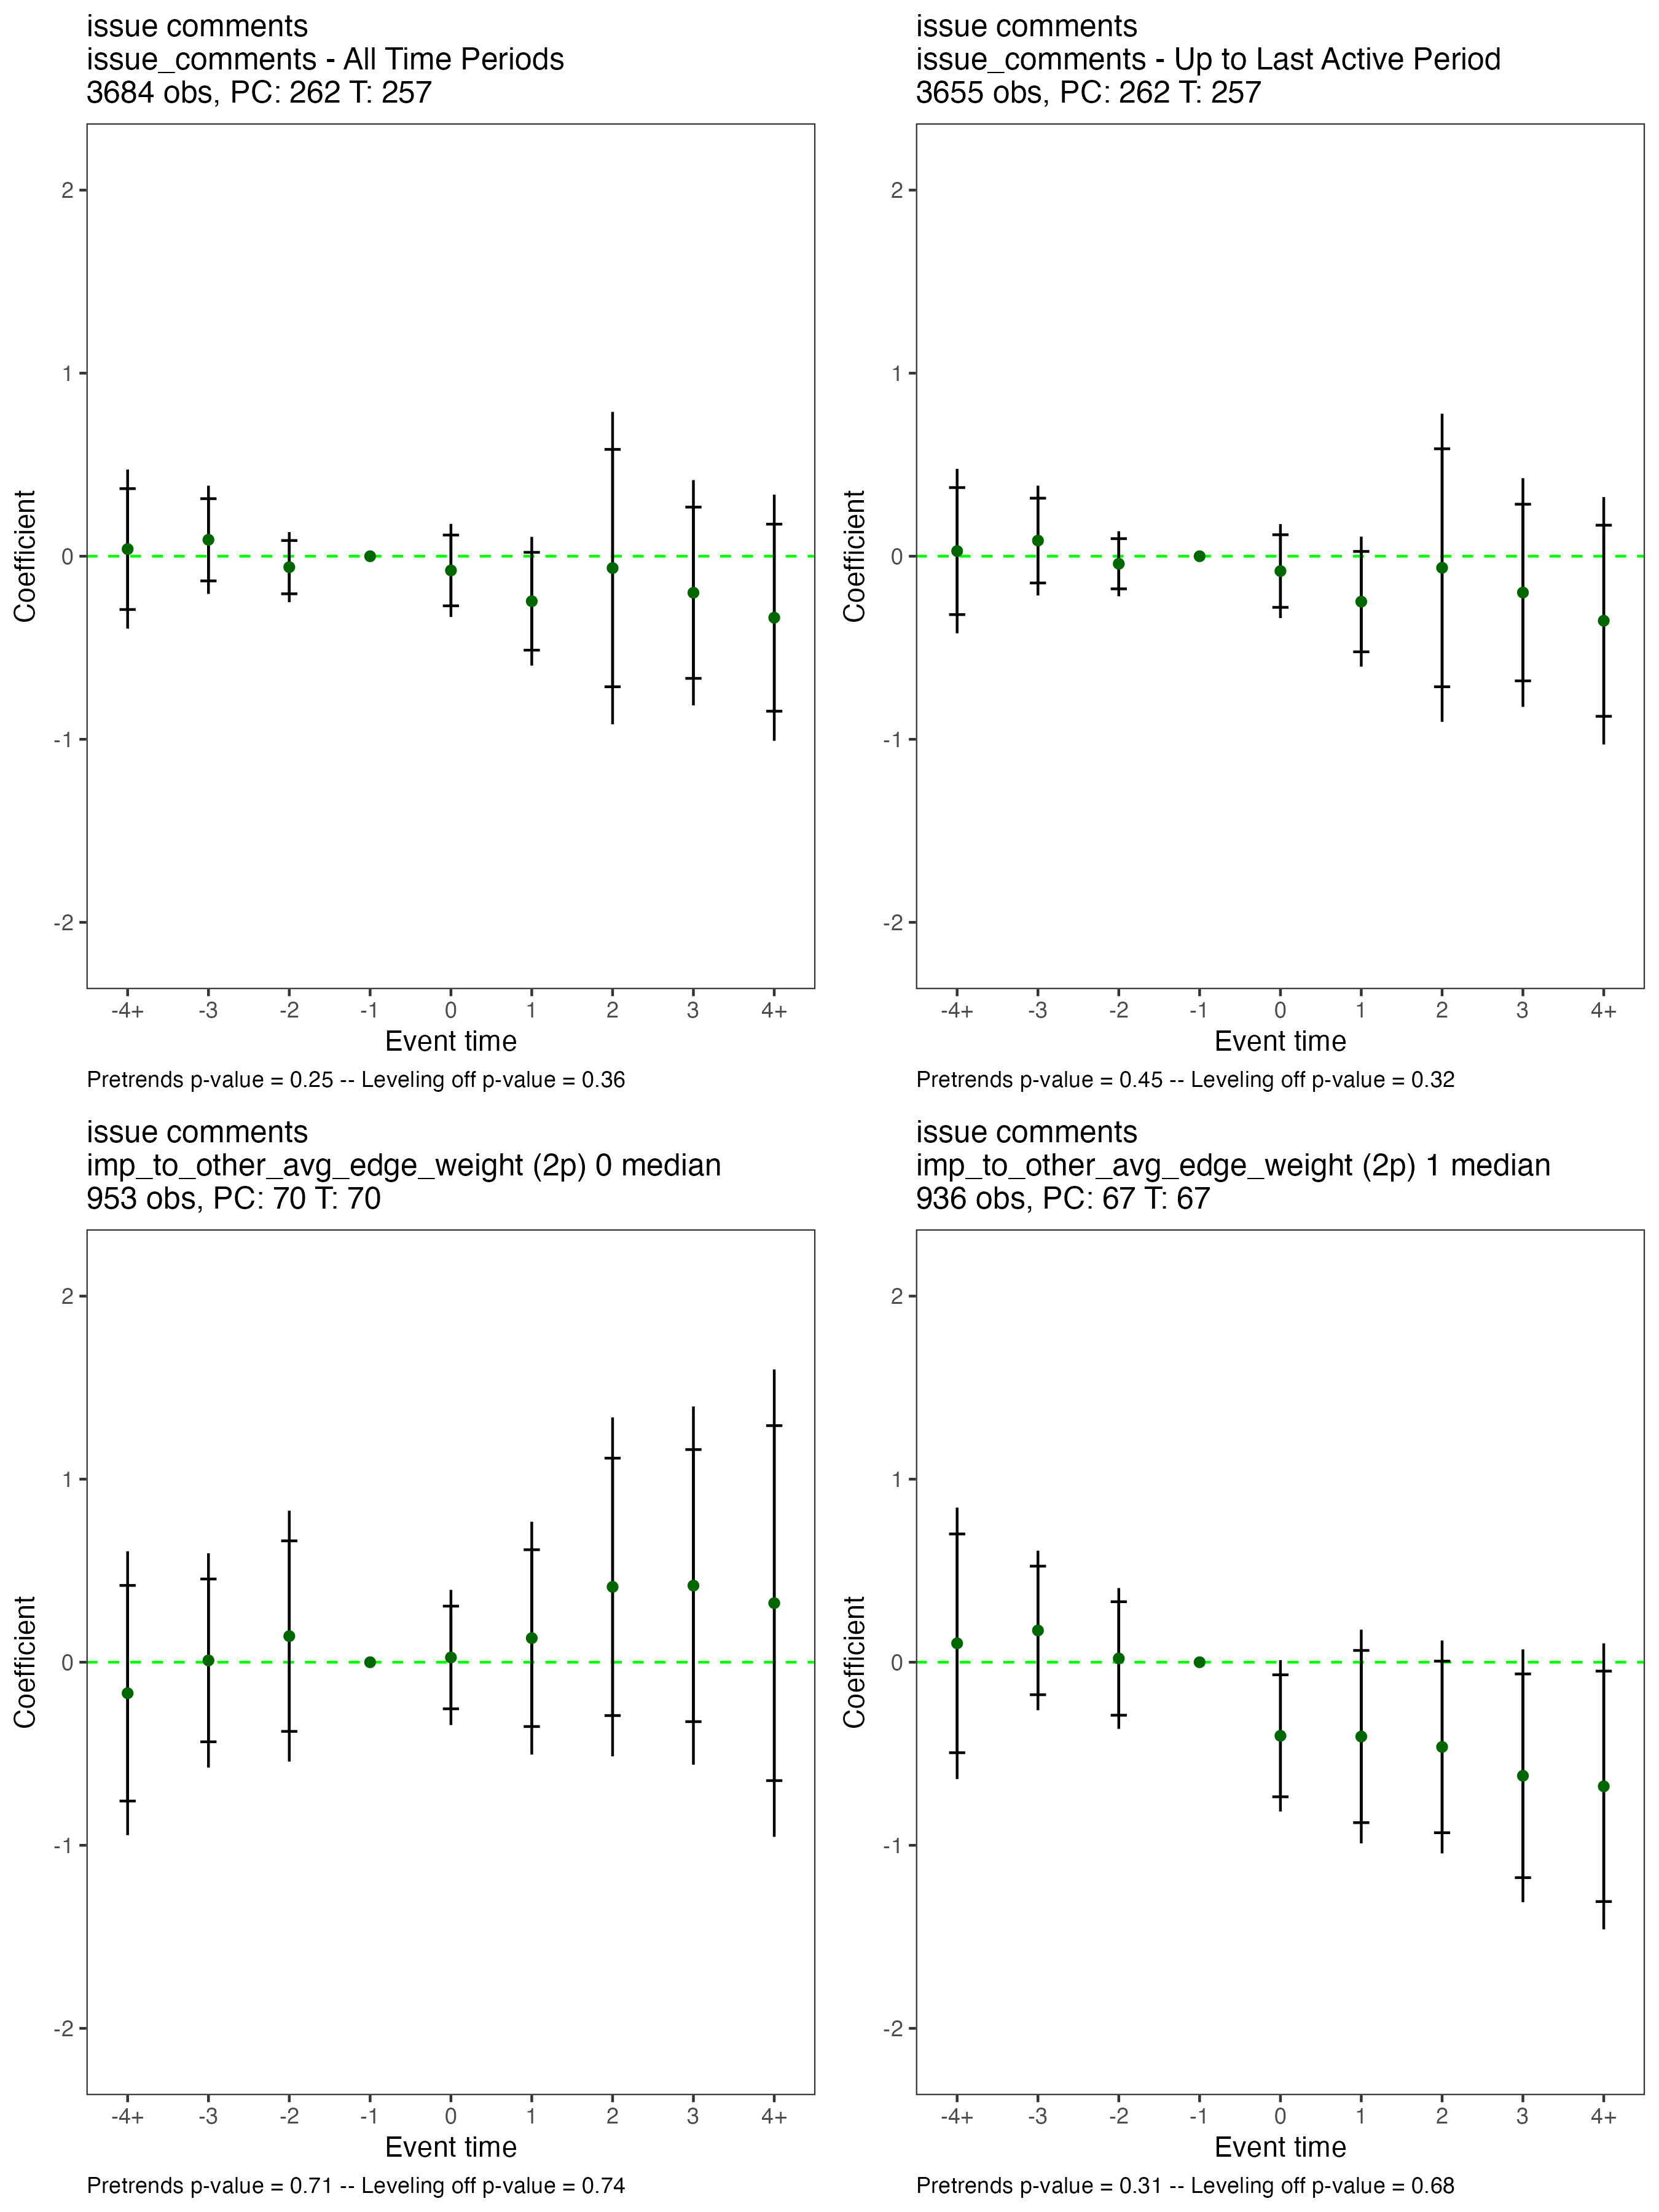 issue comments
issue_comments - All Time Periods
3684 obs, PC: 262 T: 257
2
1
0
-1
-2
Coefficient
-4+ -3 -2 -1 0 1 2 3 4+
Event time
Pretrends p-value = 0.25 -- Leveling off p-value = 0.36
issue comments
issue_comments - Up to Last Active Period
3655 obs, PC: 262 T: 257
2
1
0
-1
-2
Coefficient
-4+ -3 -2 -1 0 1 2 3 4+
Event time
Pretrends p-value = 0.45 -- Leveling off p-value = 0.32
issue comments
imp_to_other_avg_edge_weight (2p) 0 median
953 obs, PC: 70 T: 70
2
1
0
-1
-2
Coefficient
-4+ -3 -2 -1 0 1 2 3 4+
Event time
Pretrends p-value = 0.71 -- Leveling off p-value = 0.74
issue comments
imp_to_other_avg_edge_weight (2p) 1 median
936 obs, PC: 67 T: 67
2
1
0
-1
-2
Coefficient
-4+ -3 -2 -1 0 1 2 3 4+
Event time
Pretrends p-value = 0.31 -- Leveling off p-value = 0.68